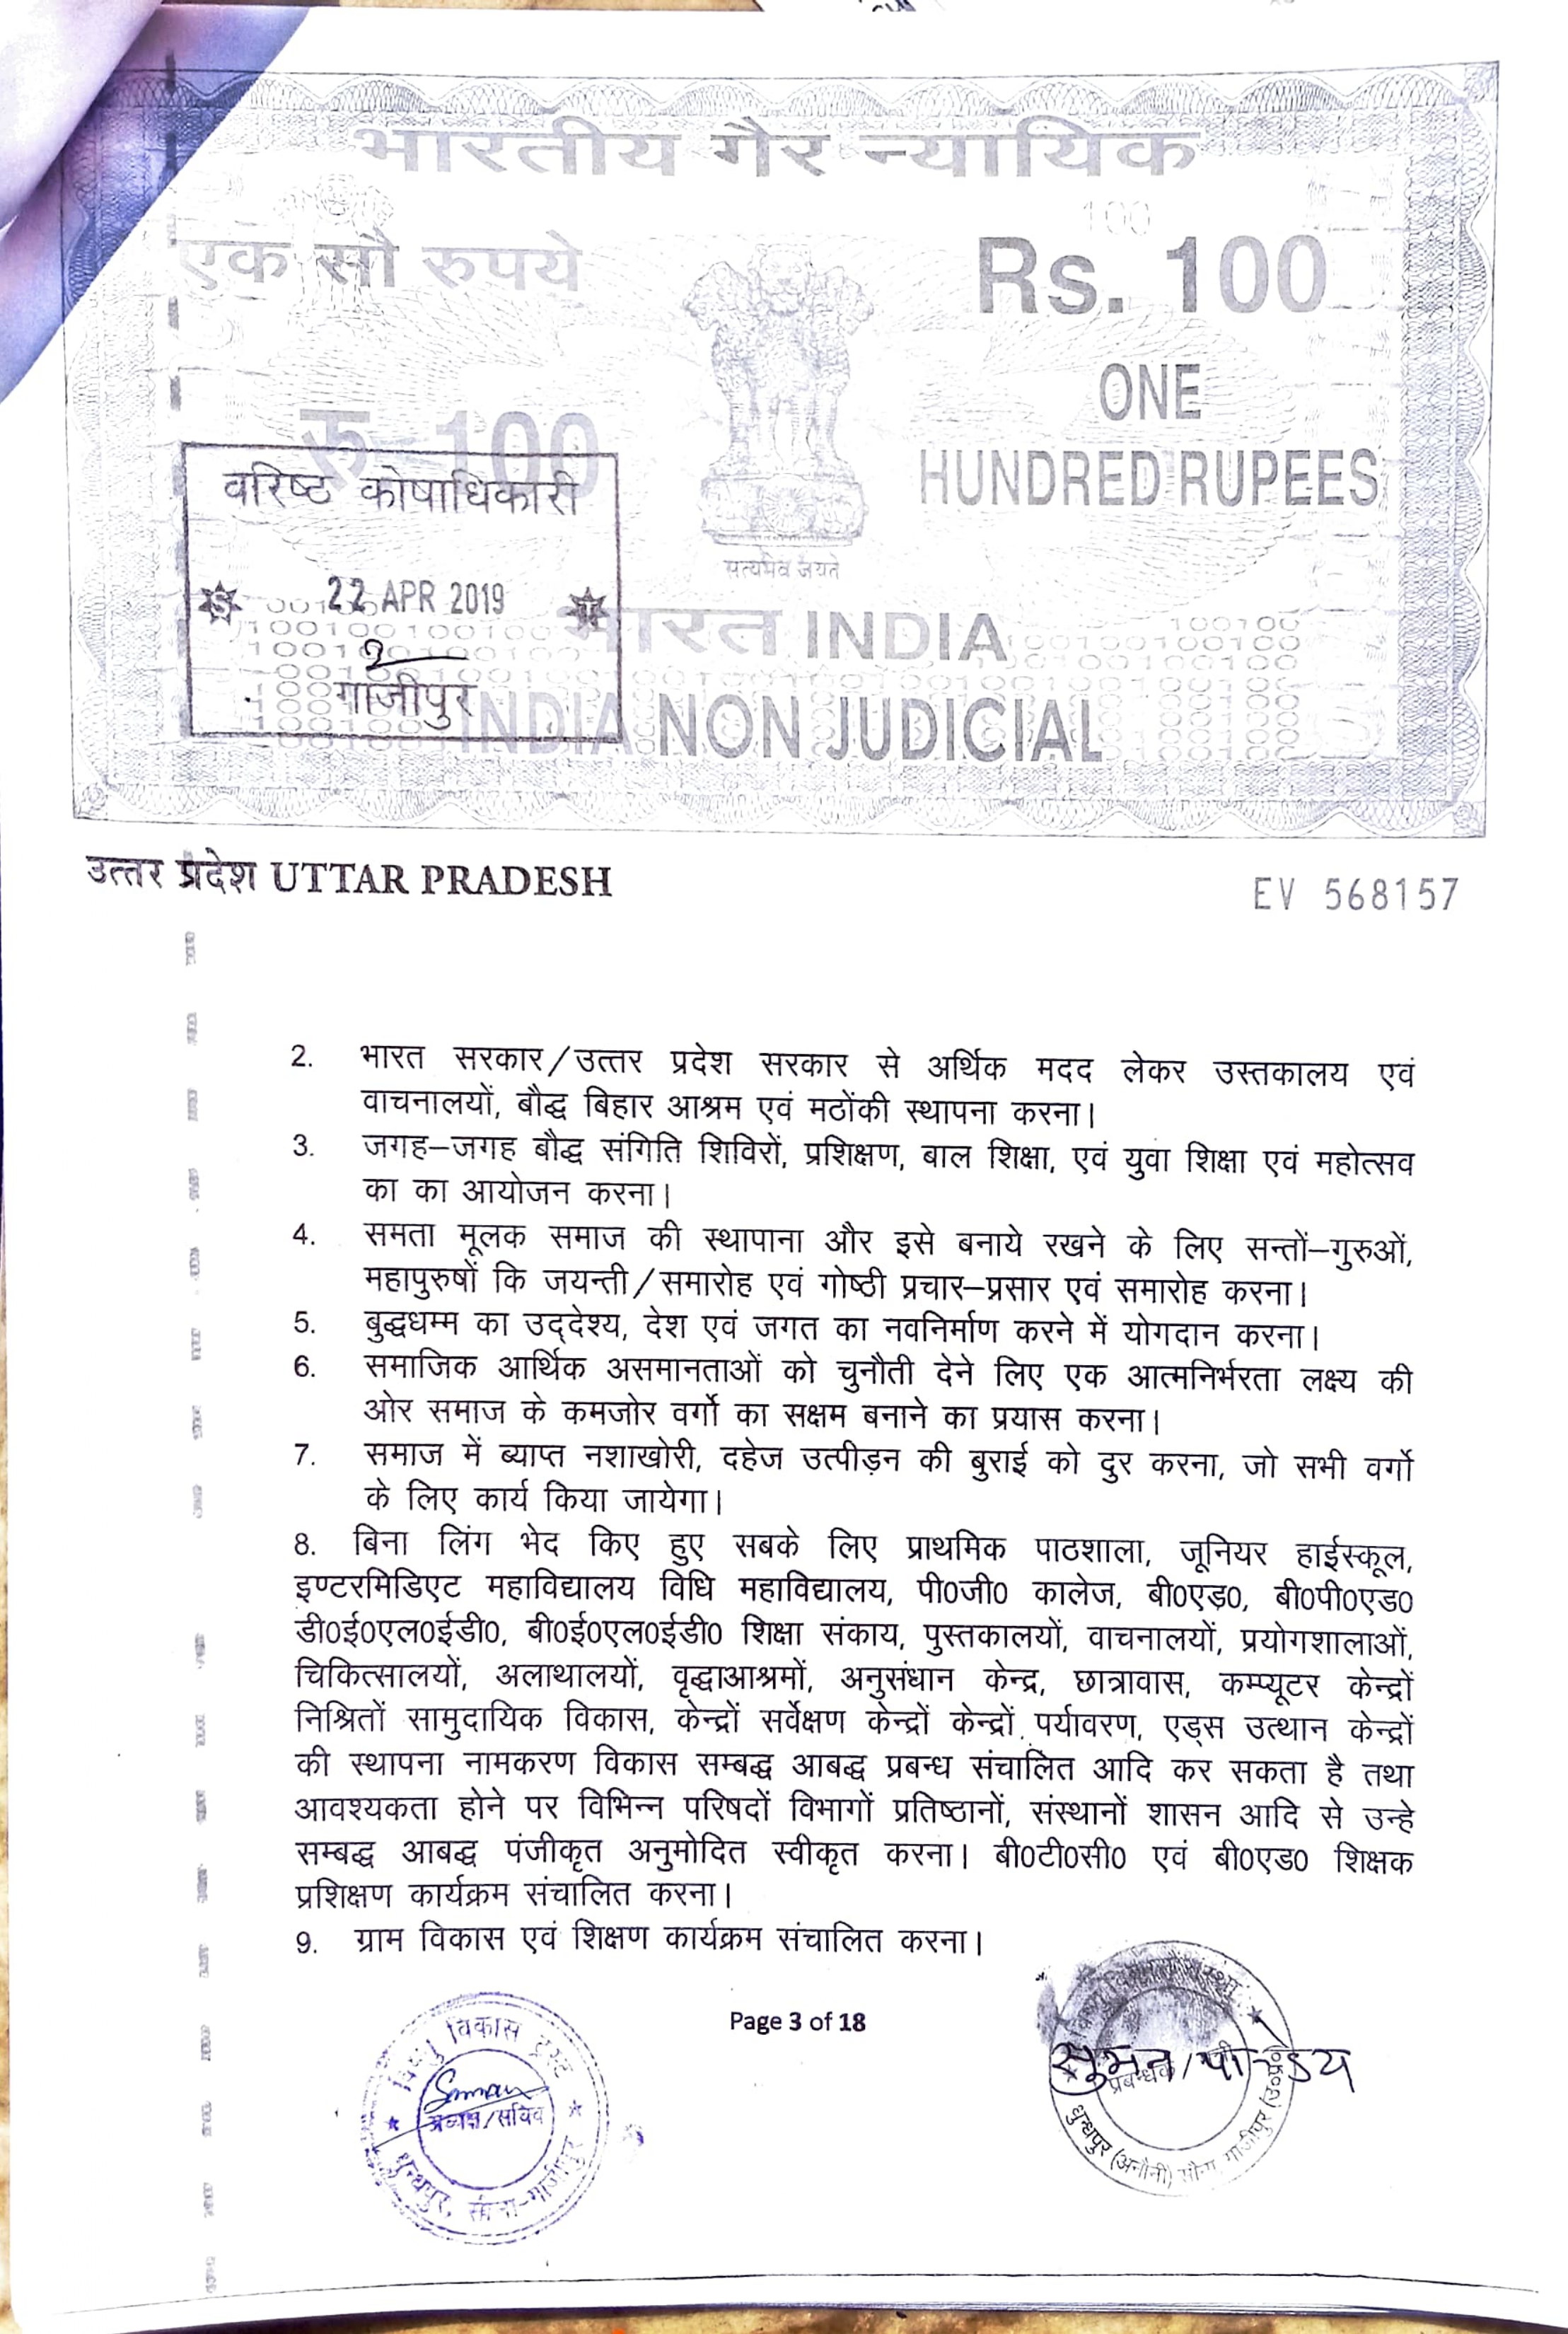 भारतीय गैर न्यायिक
एक सौ रुपये
100
Rs. 100
रु 100
ONE
HUNDRED RUPEES
वरिष्ट कोषाधिकारी
सत्यमेव जयते
22 APR 2019
भारत INDIA
गाजीपुर
INDIA NON JUDICIAL
उत्तर प्रदेश UTTAR PRADESH
EV 568157
2. भारत सरकार/उत्तर प्रदेश सरकार से अर्थिक मदद लेकर उस्तकालय एवं
वाचनालयों, बौद्ध बिहार आश्रम एवं मठोंकी स्थापना करना।
3. जगह–जगह बौद्ध संगिति शिविरों, प्रशिक्षण, बाल शिक्षा, एवं युवा शिक्षा एवं महोत्सव
का का आयोजन करना।
4. समता मूलक समाज की स्थापाना और इसे बनाये रखने के लिए सन्तों–गुरुओं,
महापुरुषों कि जयन्ती/समारोह एवं गोष्ठी प्रचार–प्रसार एवं समारोह करना।
5. बुद्धधम्म का उद्देश्य, देश एवं जगत का नवनिर्माण करने में योगदान करना।
6. समाजिक आर्थिक असमानताओं को चुनौती देने लिए एक आत्मनिर्भरता लक्ष्य की
ओर समाज के कमजोर वर्गो का सक्षम बनाने का प्रयास करना।
7. समाज में ब्याप्त नशाखोरी, दहेज उत्पीड़न की बुराई को दुर करना, जो सभी वर्गो
के लिए कार्य किया जायेगा।
8. बिना लिंग भेद किए हुए सबके लिए प्राथमिक पाठशाला, जूनियर हाईस्कूल,
इण्टरमिडिएट महाविद्यालय विधि महाविद्यालय, पी0जी0 कालेज, बी0एड़0, बी0पी0एड0
डी0ई0एल0ईडी0, बी0ई0एल0ईडी0 शिक्षा संकाय, पुस्तकालयों, वाचनालयों, प्रयोगशालाओं,
चिकित्सालयों, अलाथालयों, वृद्धाआश्रमों, अनुसंधान केन्द्र, छात्रावास, कम्प्यूटर केन्द्रों
निश्रितों सामुदायिक विकास, केन्द्रों सर्वेक्षण केन्द्रों केन्द्रों पर्यावरण, एड्स उत्थान केन्द्रों
की स्थापना नामकरण विकास सम्बद्ध आबद्ध प्रबन्ध संचालित आदि कर सकता है तथा
आवश्यकता होने पर विभिन्न परिषदों विभागों प्रतिष्ठानों, संस्थानों शासन आदि से उन्हे
सम्बद्ध आबद्ध पंजीकृत अनुमोदित स्वीकृत करना। बी0टी0सी0 एवं बी0एड0 शिक्षक
प्रशिक्षण कार्यक्रम संचालित करना।
9. ग्राम विकास एवं शिक्षण कार्यक्रम संचालित करना।
Page 3 of 18
विकास ट्रस्ट
Suman
/सचिव
धुन्धपुर, गाजीपुर
सुमन पाण्डेय
प्रबन्धक
धुन्धपुर (अनौनी) गाजीपुर (उ०प्र०)